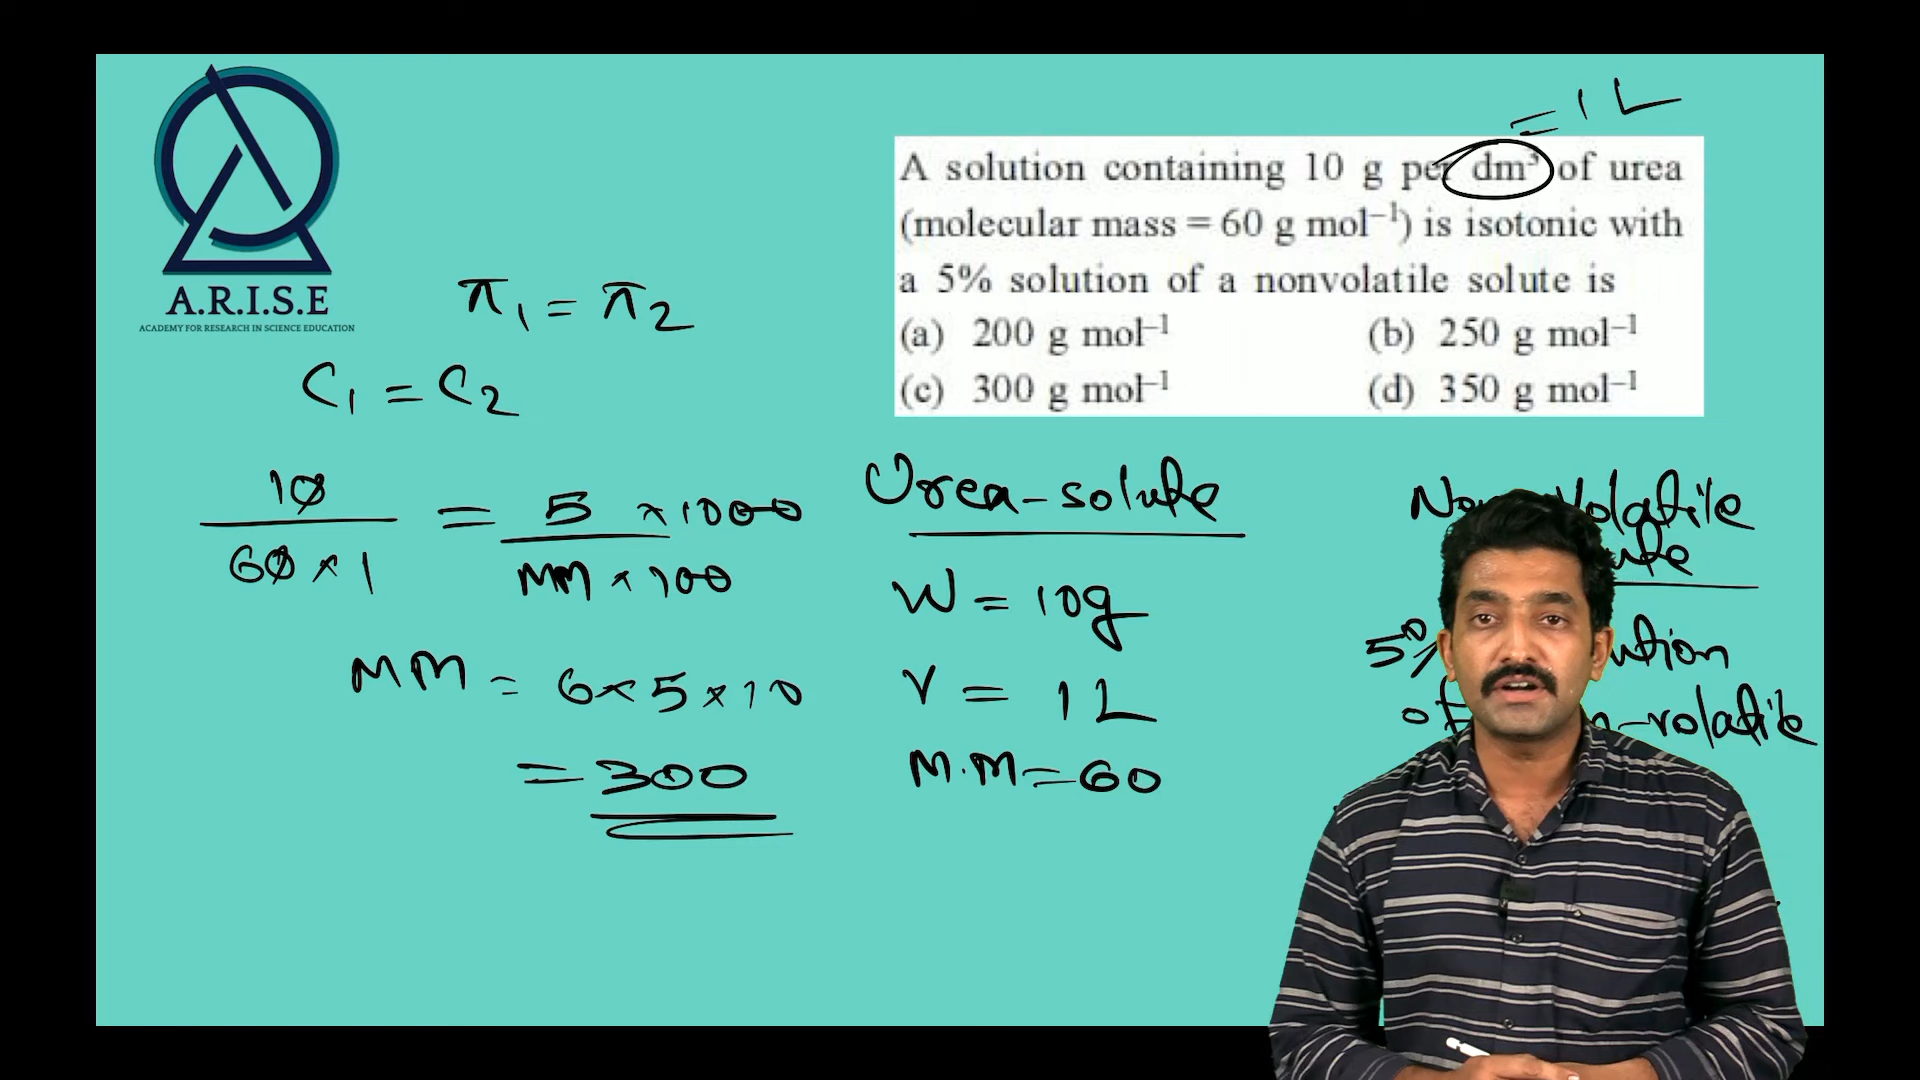 A.R.I.S.E
ACADEMY FOR RESEARCH IN SCIENCE EDUCATION
= 1 L
A solution containing 10 g per dm³ of urea
(molecular mass = 60 g mol⁻¹) is isotonic with
a 5% solution of a nonvolatile solute is
(a) 200 g mol⁻¹ (b) 250 g mol⁻¹
(c) 300 g mol⁻¹ (d) 350 g mol⁻¹
π₁ = π₂
C₁ = C₂
10 / 60 × 1 = 5 × 1000 / MM × 100
MM = 6 × 5 × 10
= 300
Urea-solute
W = 10g
V = 1 L
M.M = 60
5%